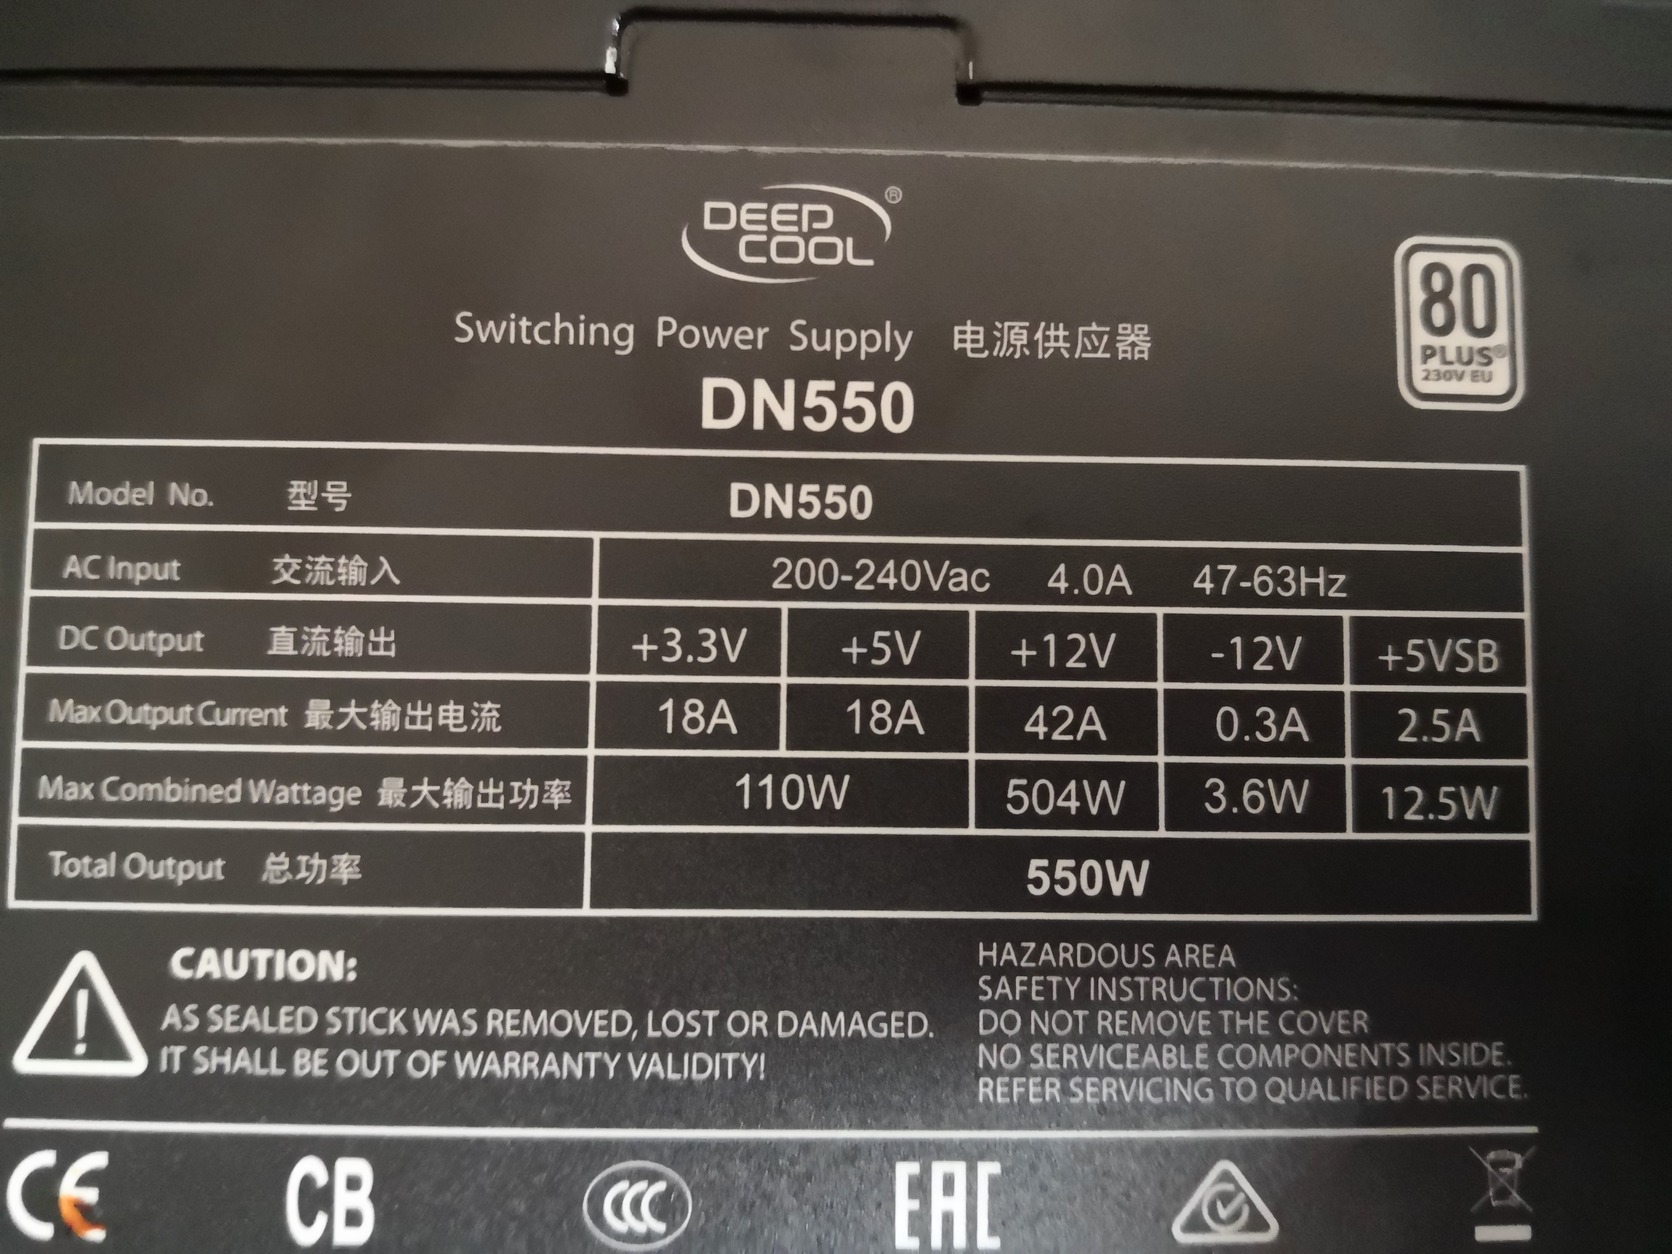 DEEP
COOL®
Switching Power Supply 电源供应器
80
PLUS®
230V EU
DN550
Model No. 型号 DN550
AC Input 交流输入 200-240Vac 4.0A 47-63Hz
DC Output 直流输出 +3.3V +5V +12V -12V +5VSB
Max Output Current 最大输出电流 18A 18A 42A 0.3A 2.5A
Max Combined Wattage 最大输出功率 110W 504W 3.6W 12.5W
Total Output 总功率 550W
CAUTION:
AS SEALED STICK WAS REMOVED, LOST OR DAMAGED.
IT SHALL BE OUT OF WARRANTY VALIDITY!
HAZARDOUS AREA
SAFETY INSTRUCTIONS:
DO NOT REMOVE THE COVER
NO SERVICEABLE COMPONENTS INSIDE.
REFER SERVICING TO QUALIFIED SERVICE.
CE CB CCC EAC